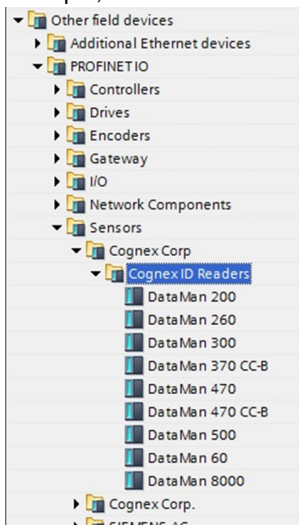 Other field devices
Additional Ethernet devices
PROFINET IO
Controllers
Drives
Encoders
Gateway
I/O
Network Components
Sensors
Cognex Corp
Cognex ID Readers
DataMan 200
DataMan 260
DataMan 300
DataMan 370 CC-B
DataMan 470
DataMan 470 CC-B
DataMan 500
DataMan 60
DataMan 8000
Cognex Corp.